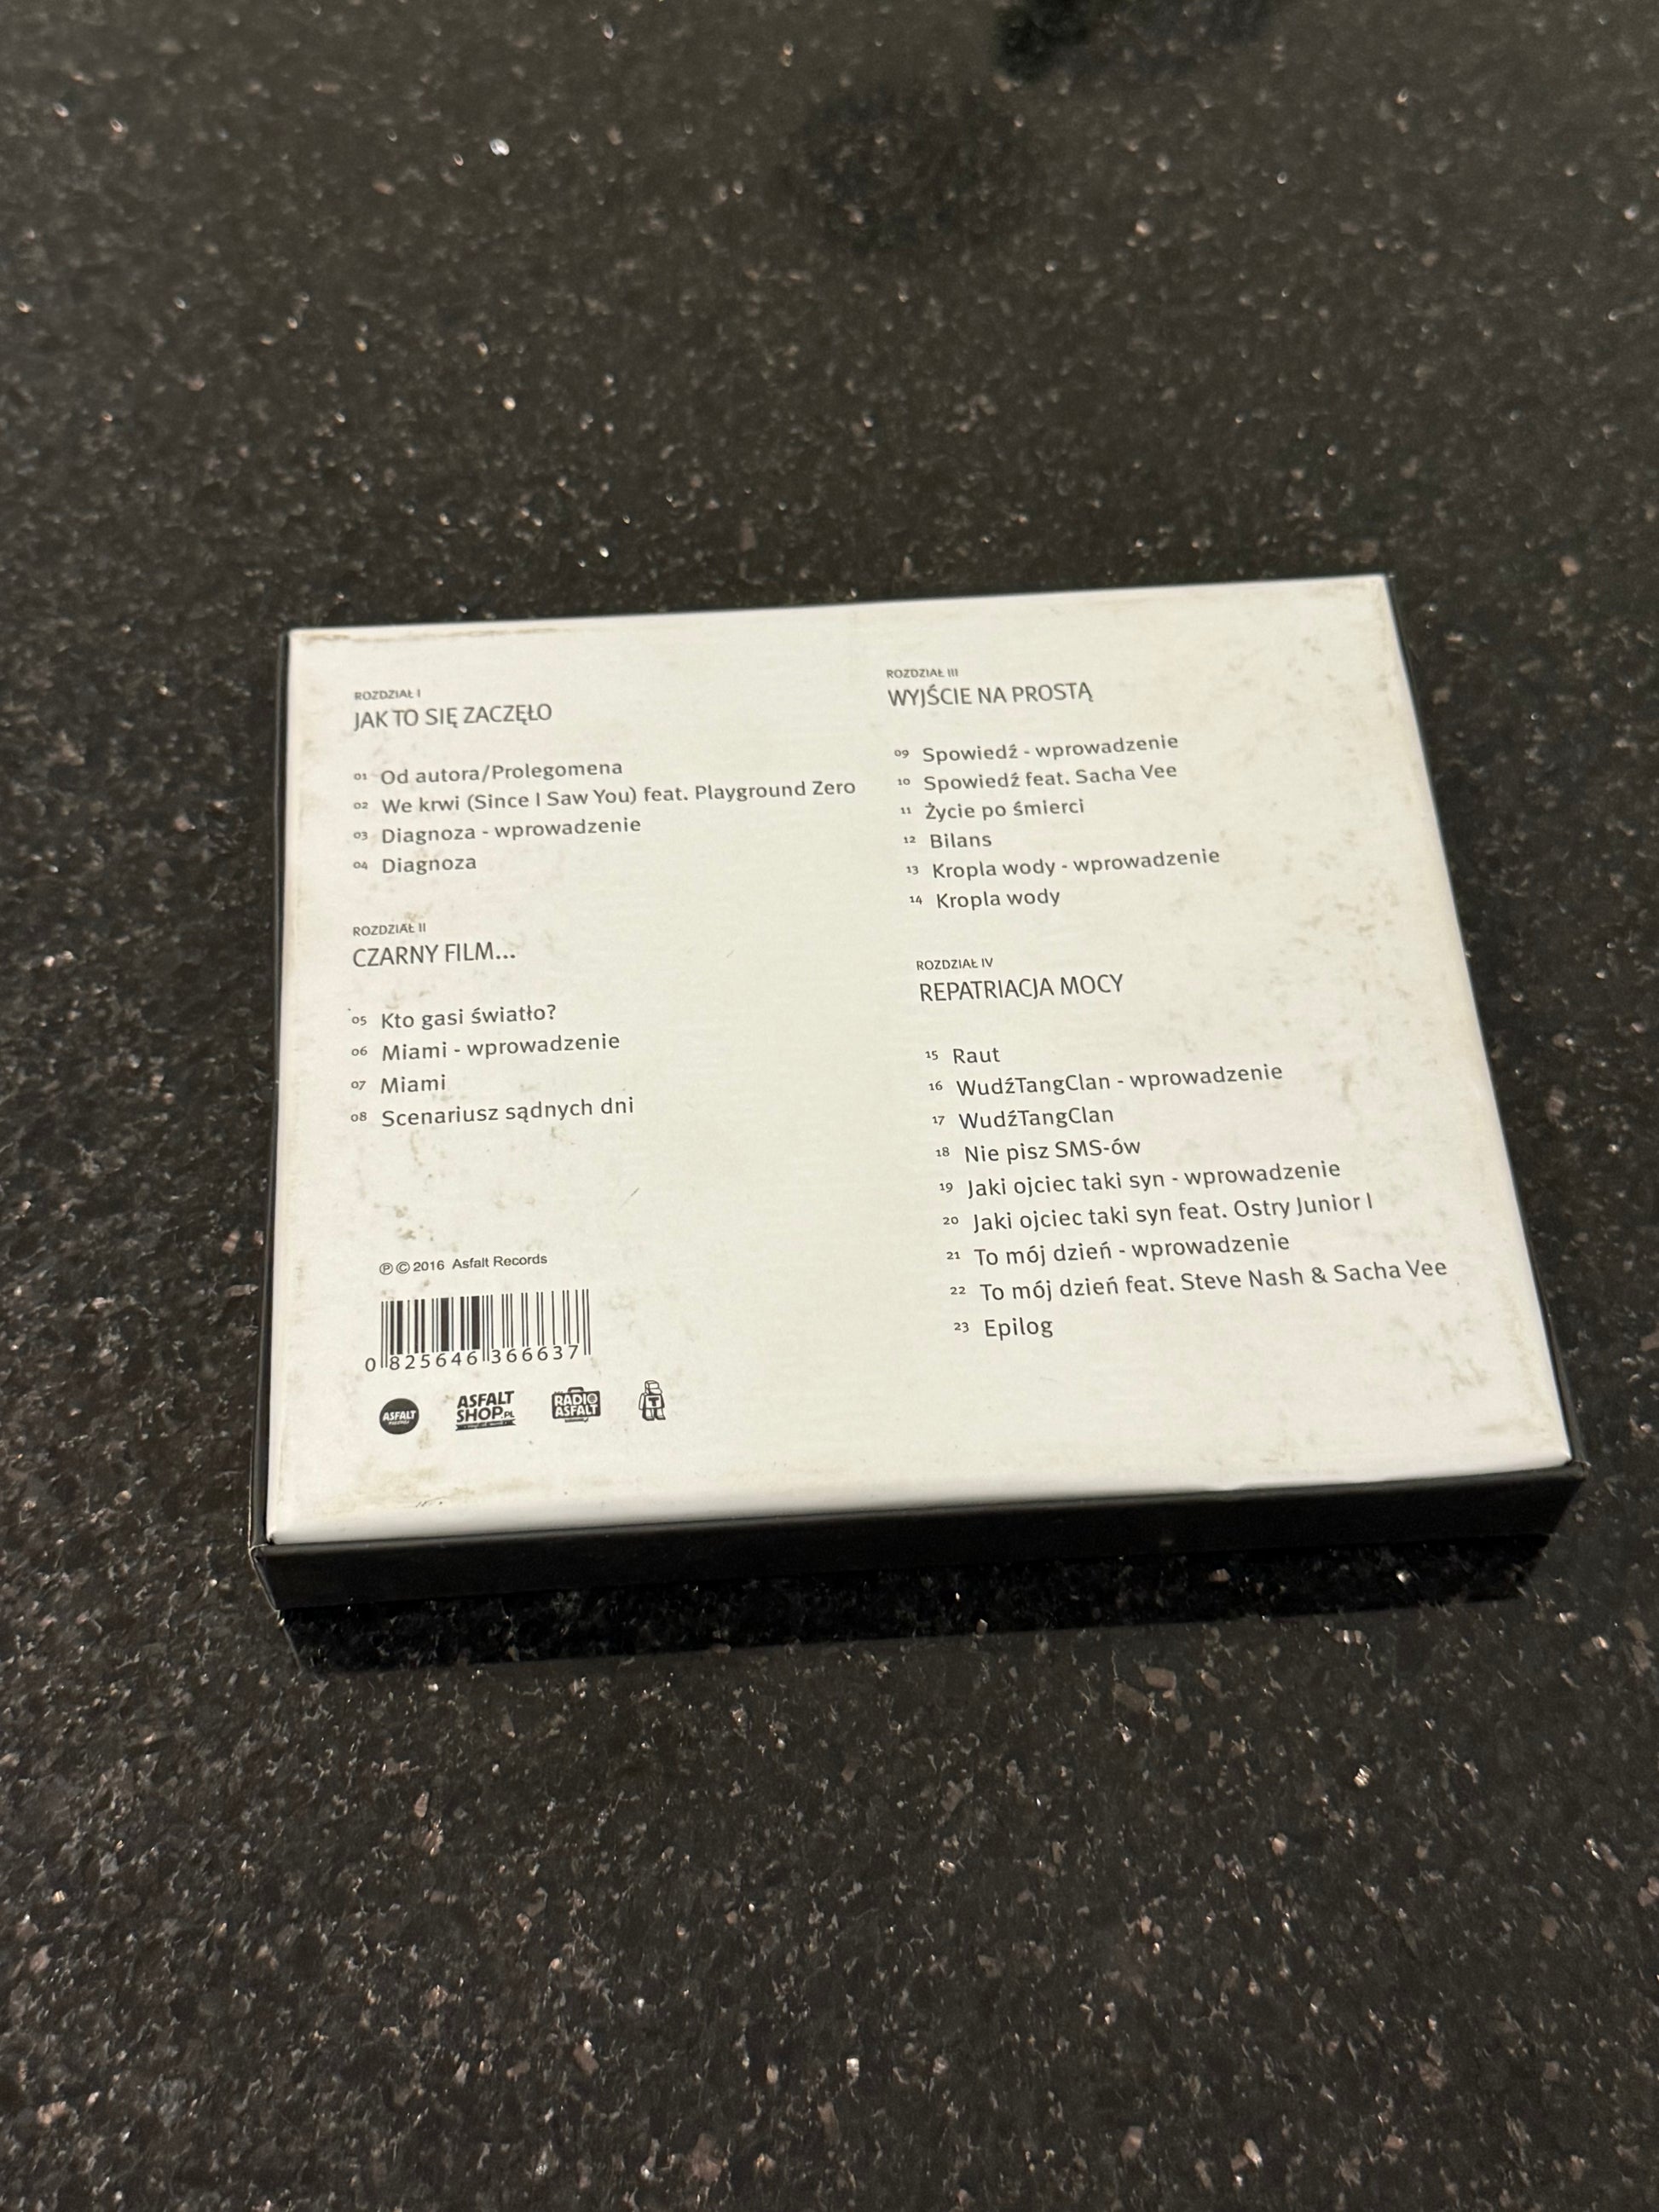 ROZDZIAŁ I
JAK TO SIĘ ZACZĘŁO
01 Od autora/Prolegomena
02 We krwi (Since I Saw You) feat. Playground Zero
03 Diagnoza - wprowadzenie
04 Diagnoza
ROZDZIAŁ II
CZARNY FILM...
05 Kto gasi światło?
06 Miami - wprowadzenie
07 Miami
08 Scenariusz sądnych dni
℗ © 2016 Asfalt Records
0 825646 366637
ASFALT
ASFALT
SHOP.PL
RADIO
ASFALT
T
ROZDZIAŁ III
WYJŚCIE NA PROSTĄ
09 Spowiedź - wprowadzenie
10 Spowiedź feat. Sacha Vee
11 Życie po śmierci
12 Bilans
13 Kropla wody - wprowadzenie
14 Kropla wody
ROZDZIAŁ IV
REPATRIACJA MOCY
15 Raut
16 WudźTangClan - wprowadzenie
17 WudźTangClan
18 Nie pisz SMS-ów
19 Jaki ojciec taki syn - wprowadzenie
20 Jaki ojciec taki syn feat. Ostry Junior I
21 To mój dzień - wprowadzenie
22 To mój dzień feat. Steve Nash & Sacha Vee
23 Epilog